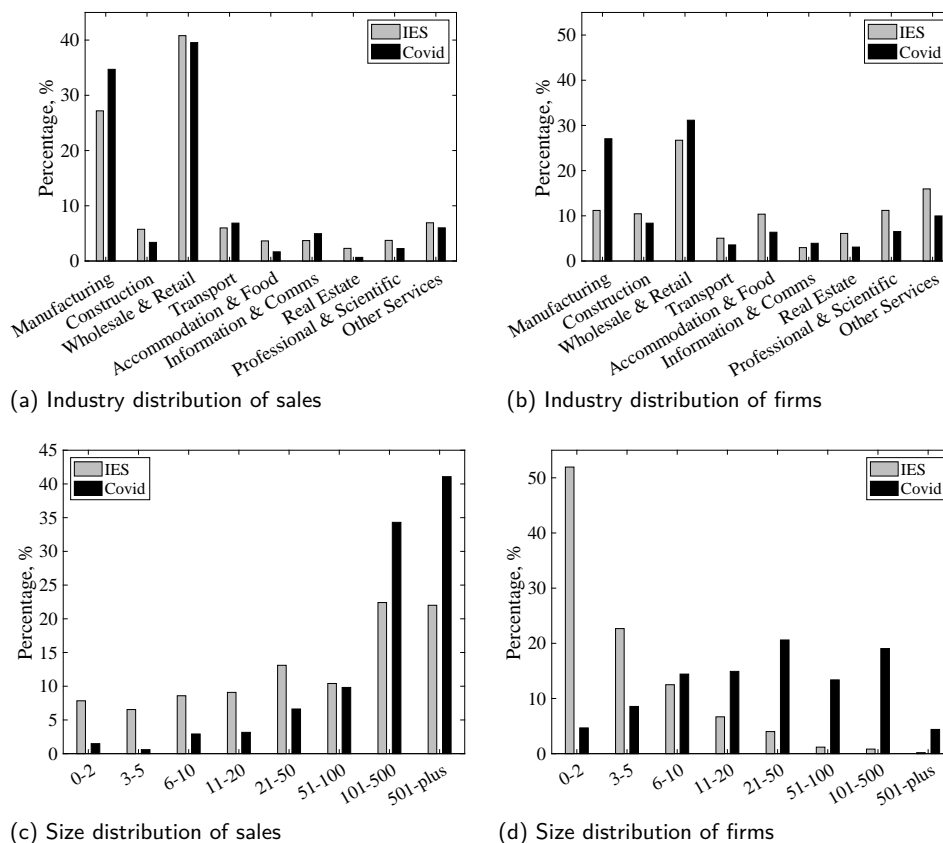 IES
Covid
Percentage, %
40
30
20
10
0
Manufacturing
Construction
Wholesale & Retail
Transport
Accommodation & Food
Information & Comms
Real Estate
Professional & Scientific
Other Services
(a) Industry distribution of sales
IES
Covid
Percentage, %
50
40
30
20
10
0
Manufacturing
Construction
Wholesale & Retail
Transport
Accommodation & Food
Information & Comms
Real Estate
Professional & Scientific
Other Services
(b) Industry distribution of firms
IES
Covid
Percentage, %
45
40
35
30
25
20
15
10
5
0
0-2
3-5
6-10
11-20
21-50
51-100
101-500
501-plus
(c) Size distribution of sales
IES
Covid
Percentage, %
50
40
30
20
10
0
0-2
3-5
6-10
11-20
21-50
51-100
101-500
501-plus
(d) Size distribution of firms